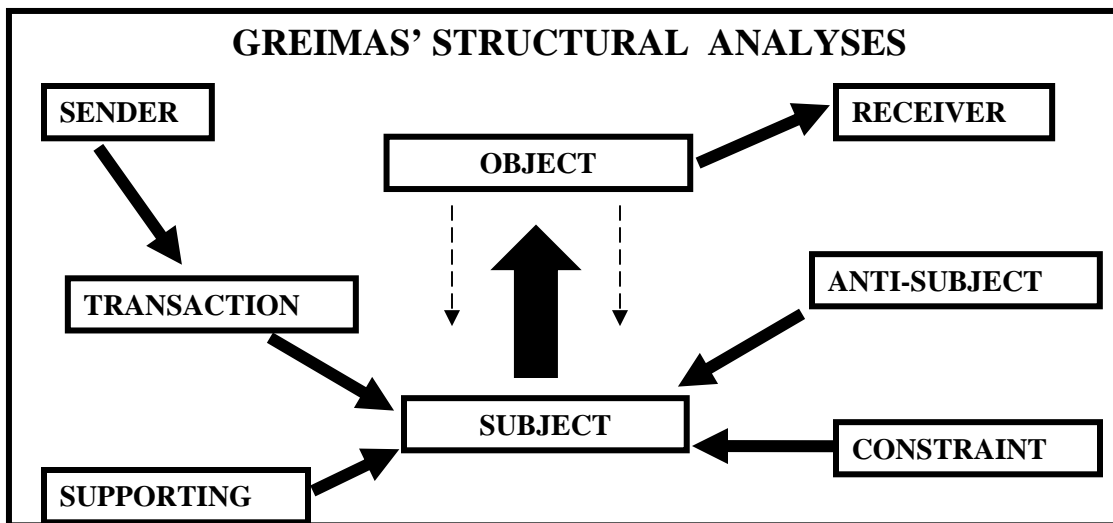 GREIMAS’ STRUCTURAL ANALYSES
SENDER
RECEIVER
OBJECT
TRANSACTION
ANTI-SUBJECT
SUBJECT
CONSTRAINT
SUPPORTING